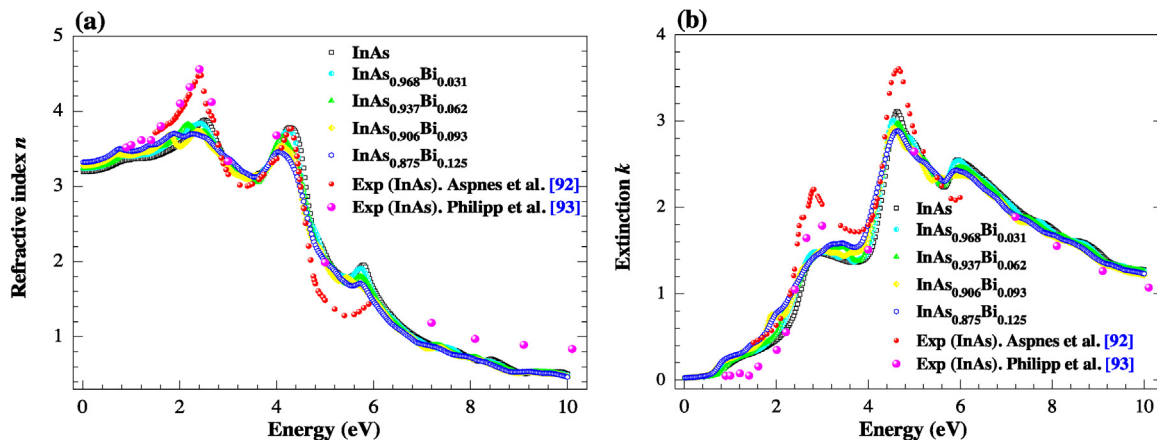 (a)
5
4
3
2
1
0
2
4
6
8
10
Refractive index n
Energy (eV)
InAs
InAs0.968Bi0.031
InAs0.937Bi0.062
InAs0.906Bi0.093
InAs0.875Bi0.125
Exp (InAs). Aspnes et al. [92]
Exp (InAs). Philipp et al. [93]
(b)
4
3
2
1
0
0
2
4
6
8
10
Extinction k
Energy (eV)
InAs
InAs0.968Bi0.031
InAs0.937Bi0.062
InAs0.906Bi0.093
InAs0.875Bi0.125
Exp (InAs). Aspnes et al. [92]
Exp (InAs). Philipp et al. [93]